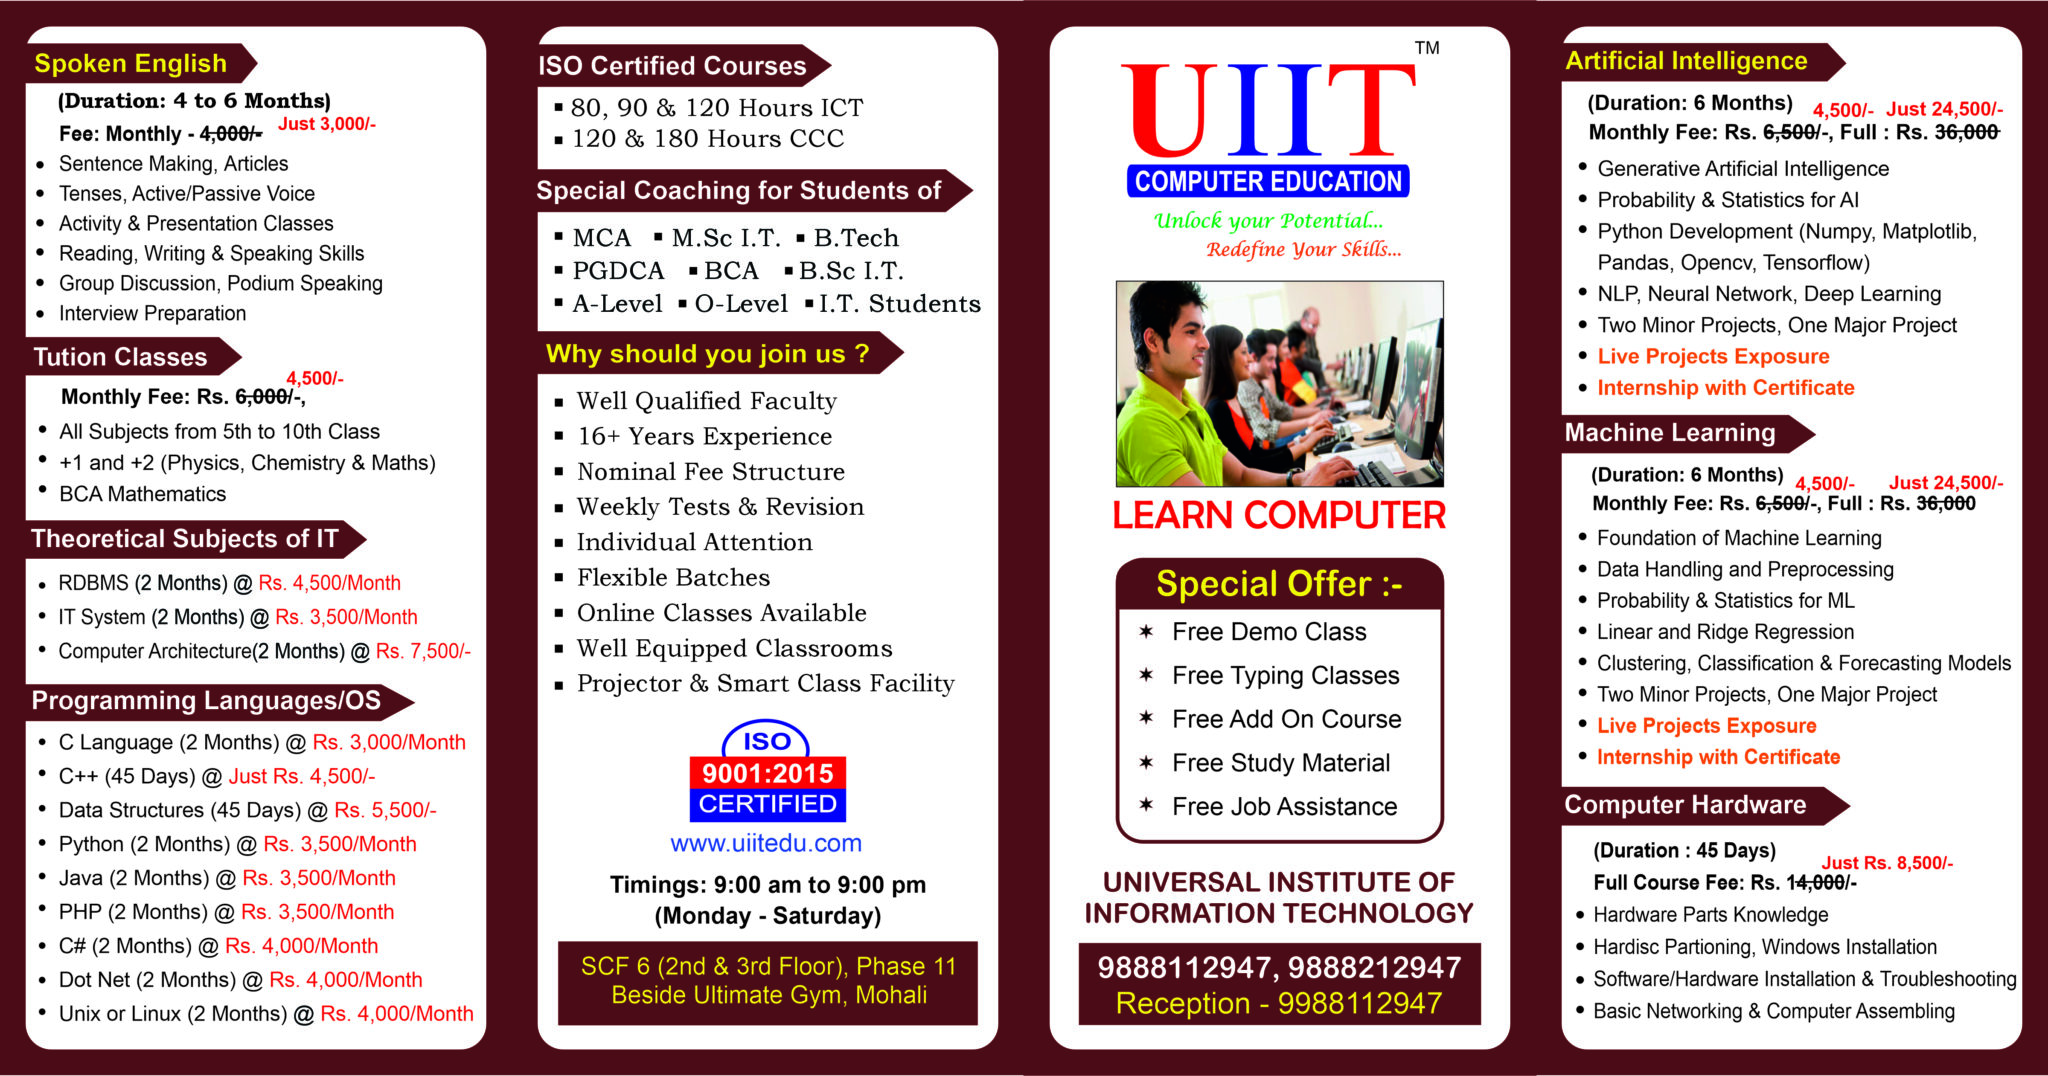 Spoken English
(Duration: 4 to 6 Months)
Fee: Monthly - 4,000/- Just 3,000/-
• Sentence Making, Articles
• Tenses, Active/Passive Voice
• Activity & Presentation Classes
• Reading, Writing & Speaking Skills
• Group Discussion, Podium Speaking
• Interview Preparation
Tution Classes
4,500/-
Monthly Fee: Rs. 6,000/-,
• All Subjects from 5th to 10th Class
• +1 and +2 (Physics, Chemistry & Maths)
• BCA Mathematics
Theoretical Subjects of IT
• RDBMS (2 Months) @ Rs. 4,500/Month
• IT System (2 Months) @ Rs. 3,500/Month
• Computer Architecture(2 Months) @ Rs. 7,500/-
Programming Languages/OS
• C Language (2 Months) @ Rs. 3,000/Month
• C++ (45 Days) @ Just Rs. 4,500/-
• Data Structures (45 Days) @ Rs. 5,500/-
• Python (2 Months) @ Rs. 3,500/Month
• Java (2 Months) @ Rs. 3,500/Month
• PHP (2 Months) @ Rs. 3,500/Month
• C# (2 Months) @ Rs. 4,000/Month
• Dot Net (2 Months) @ Rs. 4,000/Month
• Unix or Linux (2 Months) @ Rs. 4,000/Month
ISO Certified Courses
▪ 80, 90 & 120 Hours ICT
▪ 120 & 180 Hours CCC
Special Coaching for Students of
▪ MCA ▪ M.Sc I.T. ▪ B.Tech
▪ PGDCA ▪ BCA ▪ B.Sc I.T.
▪ A-Level ▪ O-Level ▪ I.T. Students
Why should you join us ?
▪ Well Qualified Faculty
▪ 16+ Years Experience
▪ Nominal Fee Structure
▪ Weekly Tests & Revision
▪ Individual Attention
▪ Flexible Batches
▪ Online Classes Available
▪ Well Equipped Classrooms
▪ Projector & Smart Class Facility
ISO
9001:2015
CERTIFIED
www.uiitedu.com
Timings: 9:00 am to 9:00 pm
(Monday - Saturday)
SCF 6 (2nd & 3rd Floor), Phase 11
Beside Ultimate Gym, Mohali
TM
UIIT
COMPUTER EDUCATION
Unlock your Potential...
Redefine Your Skills...
LEARN COMPUTER
Special Offer :-
✶ Free Demo Class
✶ Free Typing Classes
✶ Free Add On Course
✶ Free Study Material
✶ Free Job Assistance
UNIVERSAL INSTITUTE OF
INFORMATION TECHNOLOGY
9888112947, 9888212947
Reception - 9988112947
Artificial Intelligence
(Duration: 6 Months) 4,500/- Just 24,500/-
Monthly Fee: Rs. 6,500/-, Full : Rs. 36,000
• Generative Artificial Intelligence
• Probability & Statistics for AI
• Python Development (Numpy, Matplotlib,
Pandas, Opencv, Tensorflow)
• NLP, Neural Network, Deep Learning
• Two Minor Projects, One Major Project
• Live Projects Exposure
• Internship with Certificate
Machine Learning
(Duration: 6 Months) 4,500/- Just 24,500/-
Monthly Fee: Rs. 6,500/-, Full : Rs. 36,000
• Foundation of Machine Learning
• Data Handling and Preprocessing
• Probability & Statistics for ML
• Linear and Ridge Regression
• Clustering, Classification & Forecasting Models
• Two Minor Projects, One Major Project
• Live Projects Exposure
• Internship with Certificate
Computer Hardware
(Duration : 45 Days) Just Rs. 8,500/-
Full Course Fee: Rs. 14,000/-
• Hardware Parts Knowledge
• Hardisc Partioning, Windows Installation
• Software/Hardware Installation & Troubleshooting
• Basic Networking & Computer Assembling